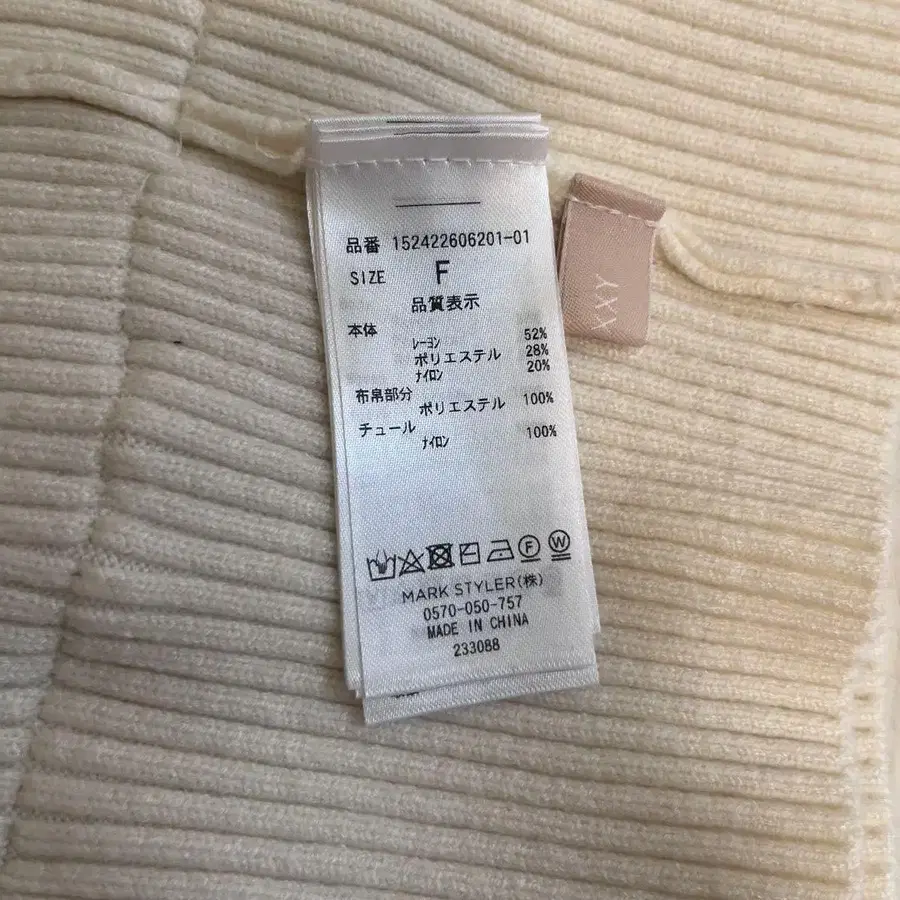 品番 152422606201-01
SIZE F
品質表示
本体
レーヨン 52%
ポリエステル 28%
ナイロン 20%
布帛部分
ポリエステル 100%
チュール
ナイロン 100%
F W
MARK STYLER(株)
0570-050-757
MADE IN CHINA
233088
XXY